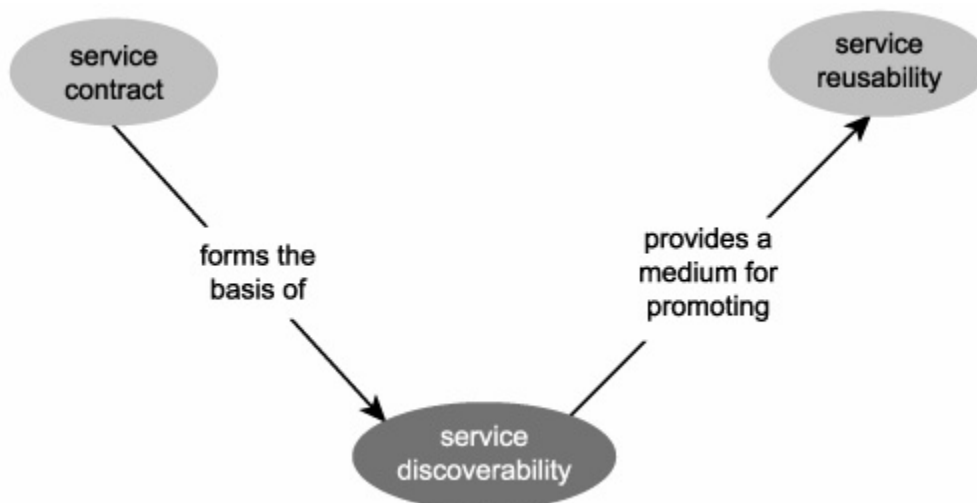 service
contract
service
reusability
forms the
basis of
provides a
medium for
promoting
service
discoverability